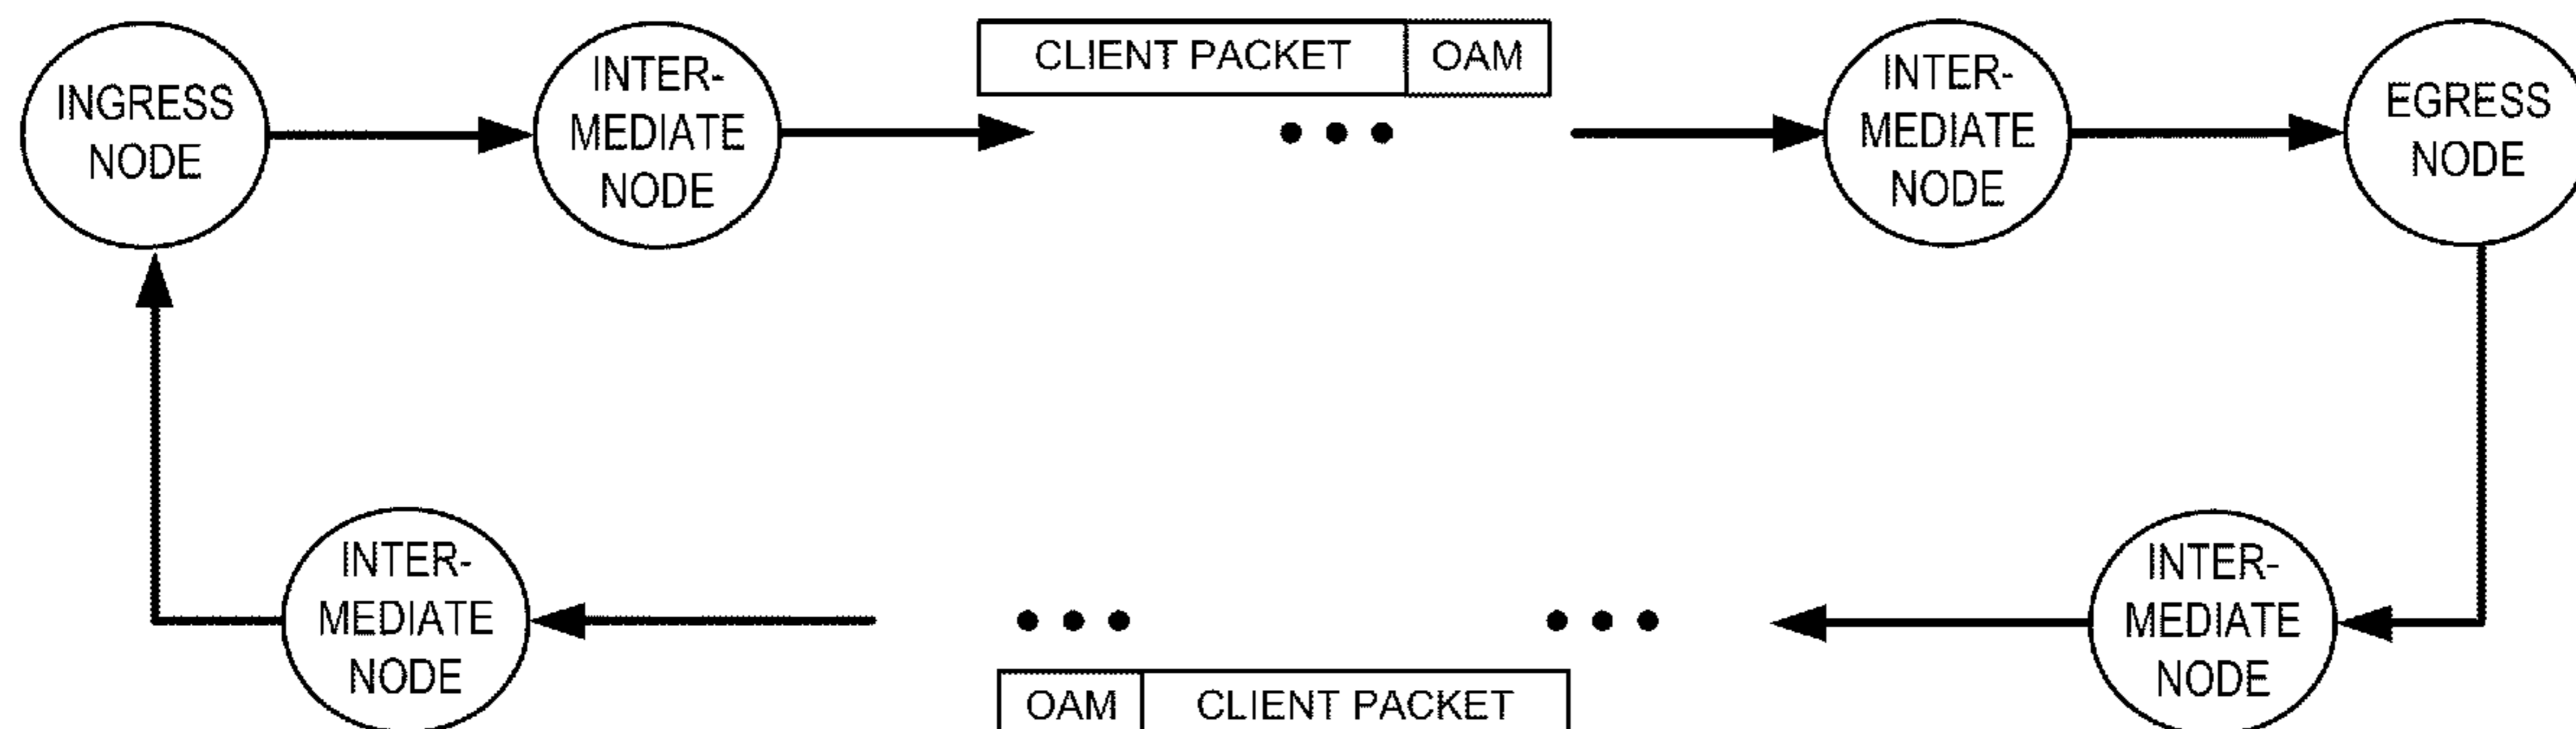 INGRESS
NODE
INTER-
MEDIATE
NODE
CLIENT PACKET OAM
INTER-
MEDIATE
NODE
EGRESS
NODE
INTER-
MEDIATE
NODE
OAM CLIENT PACKET
INTER-
MEDIATE
NODE